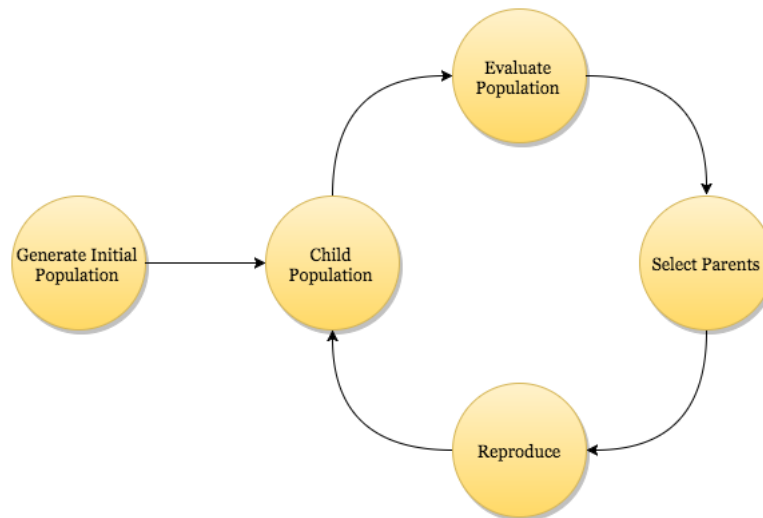 Evaluate
Population
Generate Initial
Population
Child
Population
Select Parents
Reproduce